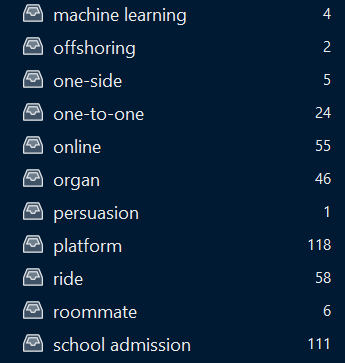 machine learning 4
offshoring 2
one-side 5
one-to-one 24
online 55
organ 46
persuasion 1
platform 118
ride 58
roommate 6
school admission 111